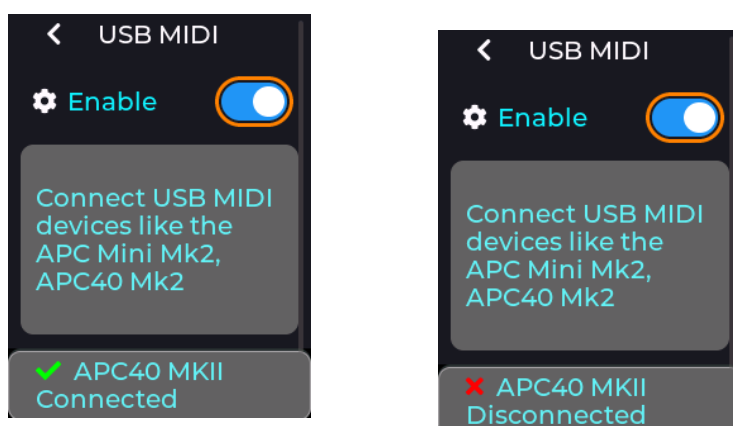 USB MIDI
Enable
Connect USB MIDI
devices like the
APC Mini Mk2,
APC40 Mk2
APC40 MKII
Connected
USB MIDI
Enable
Connect USB MIDI
devices like the
APC Mini Mk2,
APC40 Mk2
APC40 MKII
Disconnected